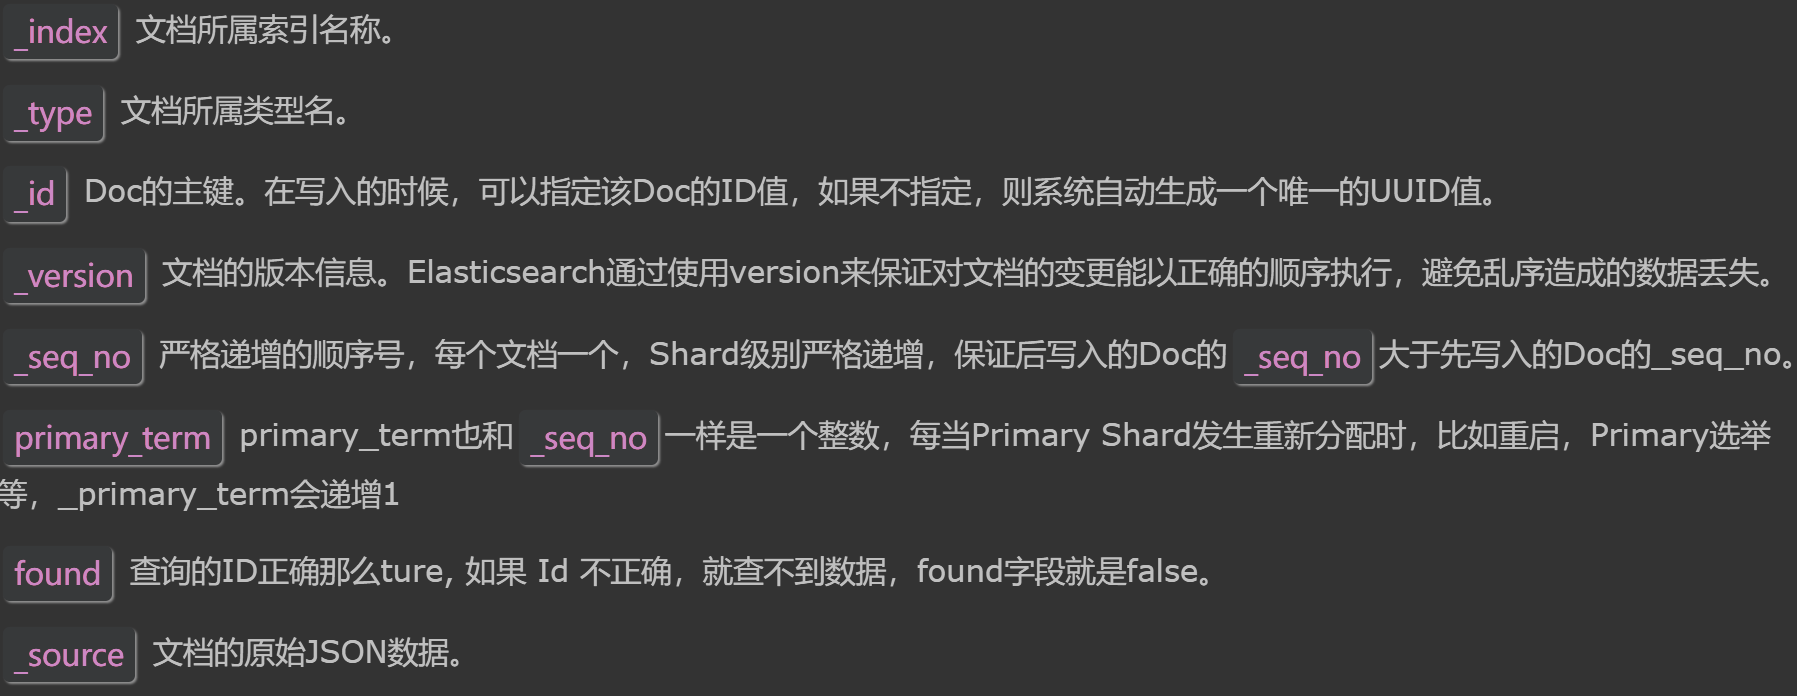 _index 文档所属索引名称。
_type 文档所属类型名。
_id Doc的主键。在写入的时候，可以指定该Doc的ID值，如果不指定，则系统自动生成一个唯一的UUID值。
_version 文档的版本信息。Elasticsearch通过使用version来保证对文档的变更能以正确的顺序执行，避免乱序造成的数据丢失。
_seq_no 严格递增的顺序号，每个文档一个，Shard级别严格递增，保证后写入的Doc的 _seq_no 大于先写入的Doc的_seq_no。
primary_term primary_term也和 _seq_no 一样是一个整数，每当Primary Shard发生重新分配时，比如重启，Primary选举
等，_primary_term会递增1
found 查询的ID正确那么ture, 如果 Id 不正确，就查不到数据，found字段就是false。
_source 文档的原始JSON数据。